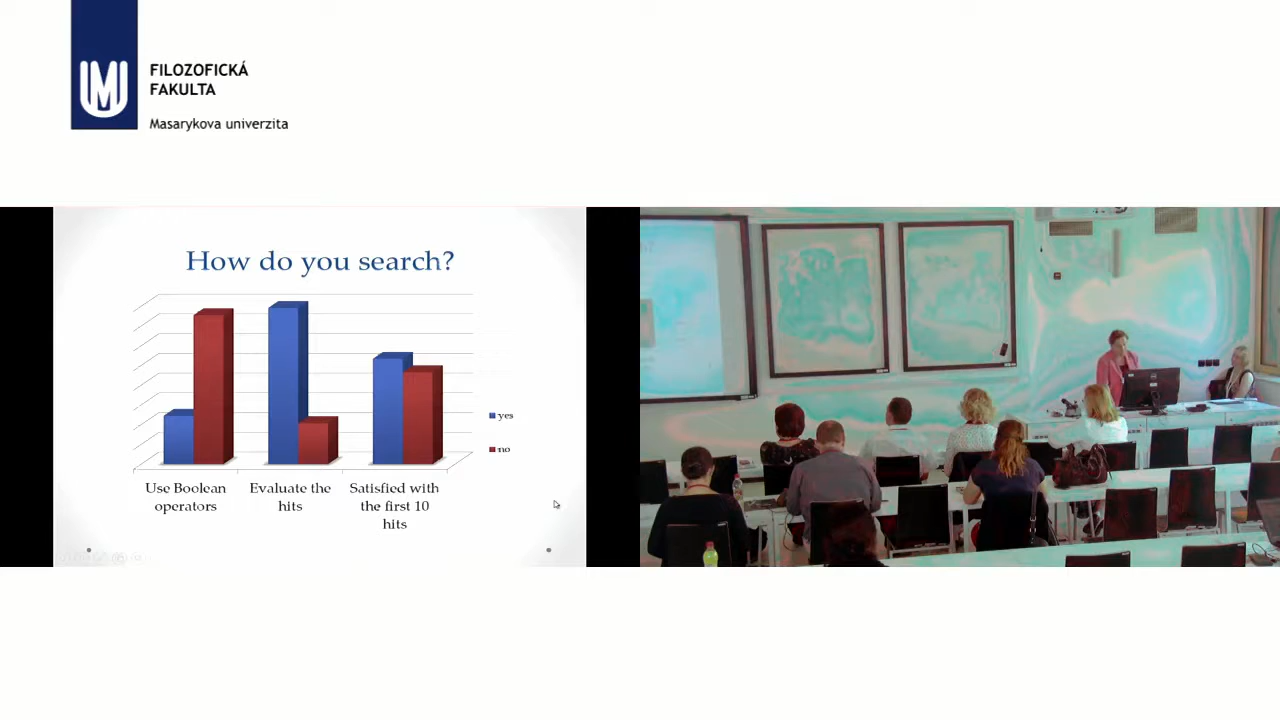 FILOZOFICKÁ
FAKULTA
Masarykova univerzita
How do you search?
yes
no
Use Boolean
operators
Evaluate the
hits
Satisfied with
the first 10
hits